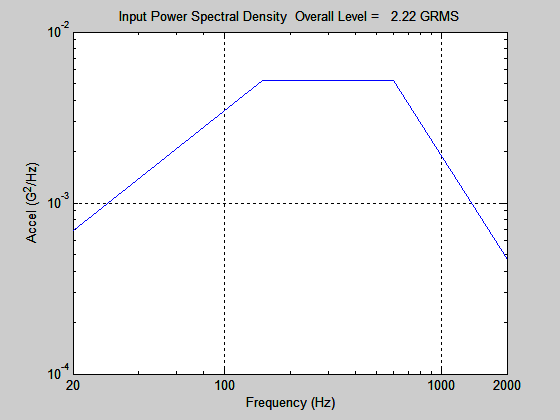 Input Power Spectral Density  Overall Level =   2.22 GRMS
10^-2
10^-3
10^-4
Accel (G^2/Hz)
20
100
1000
2000
Frequency (Hz)